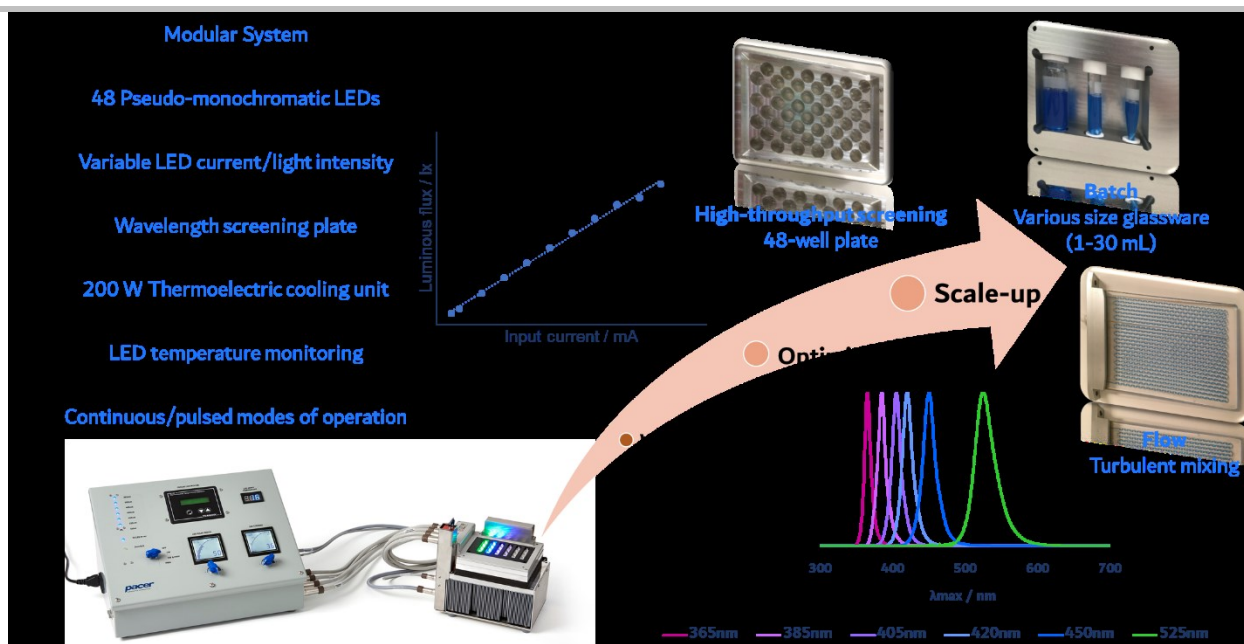 Modular System
48 Pseudo-monochromatic LEDs
Variable LED current/light intensity
Wavelength screening plate
200 W Thermoelectric cooling unit
LED temperature monitoring
Continuous/pulsed modes of operation
Luminous flux / lx
Input current / mA
High-throughput screening
48-well plate
Batch
Various size glassware
(1-30 mL)
Scale-up
Flow
Turbulent mixing
300 400 500 600 700
λmax / nm
365nm 385nm 405nm 420nm 450nm 525nm
pacer